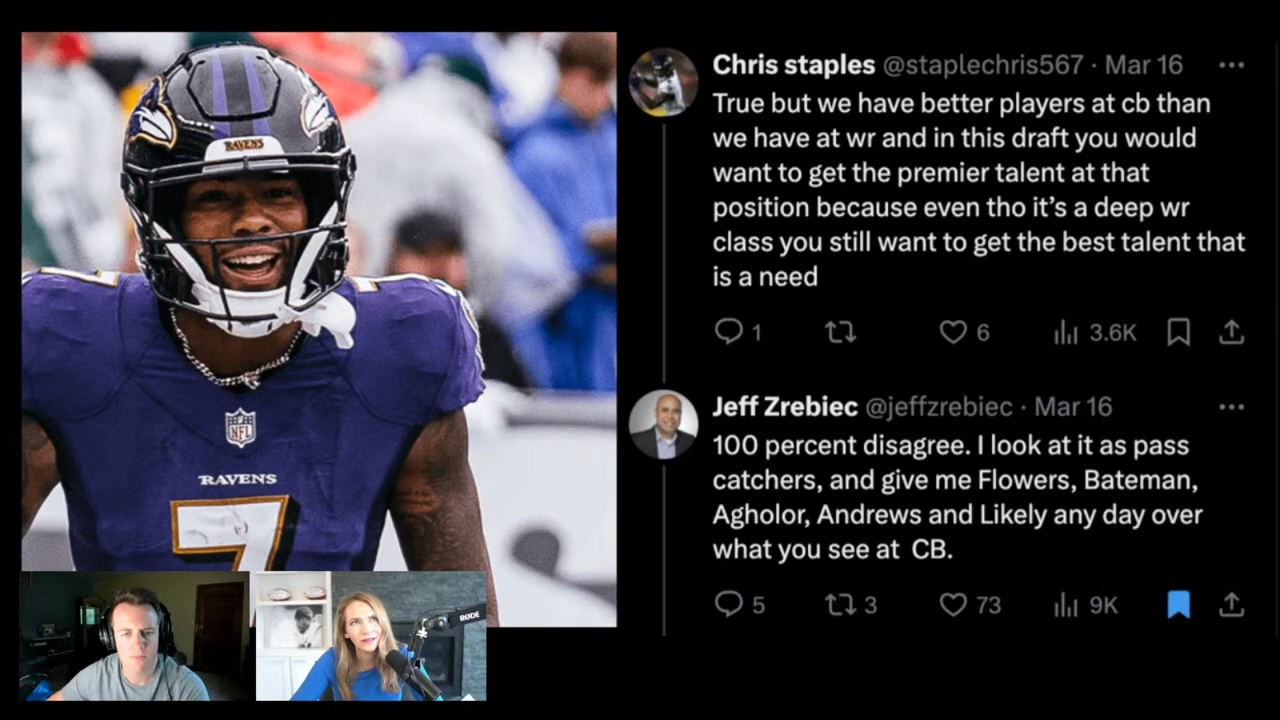 RAVENS
NFL
RAVENS
7
RØDE
Chris staples @staplechris567 · Mar 16
True but we have better players at cb than
we have at wr and in this draft you would
want to get the premier talent at that
position because even tho it’s a deep wr
class you still want to get the best talent that
is a need
1 6 3.6K
Jeff Zrebiec @jeffzrebiec · Mar 16
100 percent disagree. I look at it as pass
catchers, and give me Flowers, Bateman,
Agholor, Andrews and Likely any day over
what you see at CB.
5 3 73 9K